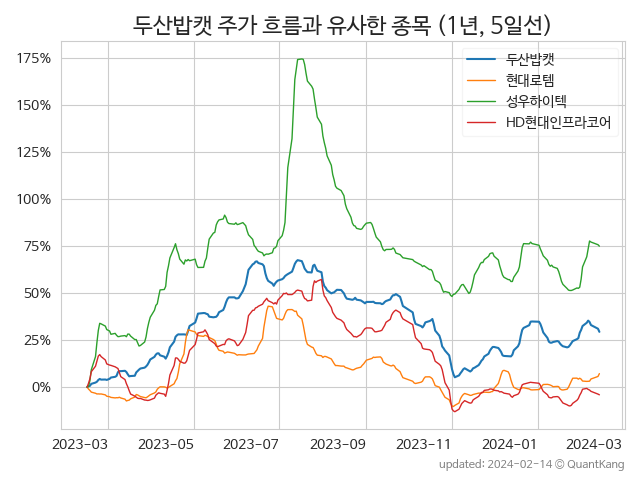 두산밥캣 주가 흐름과 유사한 종목 (1년, 5일선)
175%
150%
125%
100%
75%
50%
25%
0%
두산밥캣
현대로템
성우하이텍
HD현대인프라코어
2023-03
2023-05
2023-07
2023-09
2023-11
2024-01
2024-03
updated: 2024-02-14 © QuantKang